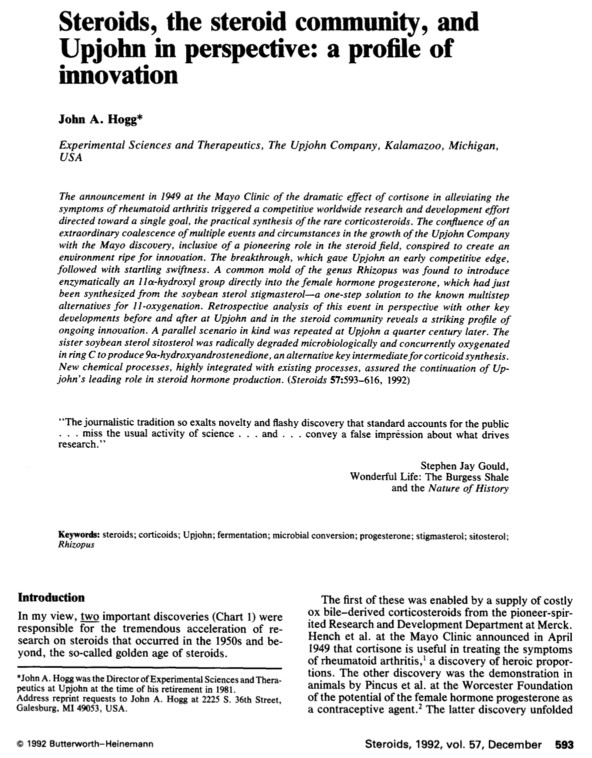 Steroids, the steroid community, and
Upjohn in perspective: a profile of
innovation
John A. Hogg*
Experimental Sciences and Therapeutics, The Upjohn Company, Kalamazoo, Michigan,
USA
The announcement in 1949 at the Mayo Clinic of the dramatic effect of cortisone in alleviating the
symptoms of rheumatoid arthritis triggered a competitive worldwide research and development effort
directed toward a single goal, the practical synthesis of the rare corticosteroids. The confluence of an
extraordinary coalescence of multiple events and circumstances in the growth of the Upjohn Company
with the Mayo discovery, inclusive of a pioneering role in the steroid field, conspired to create an
environment ripe for innovation. The breakthrough, which gave Upjohn an early competitive edge,
followed with startling swiftness. A common mold of the genus Rhizopus was found to introduce
enzymatically an 11α-hydroxyl group directly into the female hormone progesterone, which had just
been synthesized from the soybean sterol stigmasterol—a one-step solution to the known multistep
alternatives for 11-oxygenation. Retrospective analysis of this event in perspective with other key
developments before and after at Upjohn and in the steroid community reveals a striking profile of
ongoing innovation. A parallel scenario in kind was repeated at Upjohn a quarter century later. The
sister soybean sterol sitosterol was radically degraded microbiologically and concurrently oxygenated
in ring C to produce 9α-hydroxyandrostenedione, an alternative key intermediate for corticoid synthesis.
New chemical processes, highly integrated with existing processes, assured the continuation of Up-
john's leading role in steroid hormone production. (Steroids 57:593–616, 1992)
"The journalistic tradition so exalts novelty and flashy discovery that standard accounts for the public
. . . miss the usual activity of science . . . and . . . convey a false impression about what drives
research."
Stephen Jay Gould,
Wonderful Life: The Burgess Shale
and the Nature of History
Keywords: steroids; corticoids; Upjohn; fermentation; microbial conversion; progesterone; stigmasterol; sitosterol;
Rhizopus
Introduction
In my view, two important discoveries (Chart 1) were
responsible for the tremendous acceleration of re-
search on steroids that occurred in the 1950s and be-
yond, the so-called golden age of steroids.
*John A. Hogg was the Director of Experimental Sciences and Thera-
peutics at Upjohn at the time of his retirement in 1981.
Address reprint requests to John A. Hogg at 2225 S. 36th Street,
Galesburg, MI 49053, USA.
The first of these was enabled by a supply of costly
ox bile–derived corticosteroids from the pioneer-spir-
ited Research and Development Department at Merck.
Hench et al. at the Mayo Clinic announced in April
1949 that cortisone is useful in treating the symptoms
of rheumatoid arthritis,¹ a discovery of heroic propor-
tions. The other discovery was the demonstration in
animals by Pincus et al. at the Worcester Foundation
of the potential of the female hormone progesterone as
a contraceptive agent.² The latter discovery unfolded
© 1992 Butterworth–Heinemann
Steroids, 1992, vol. 57, December 593